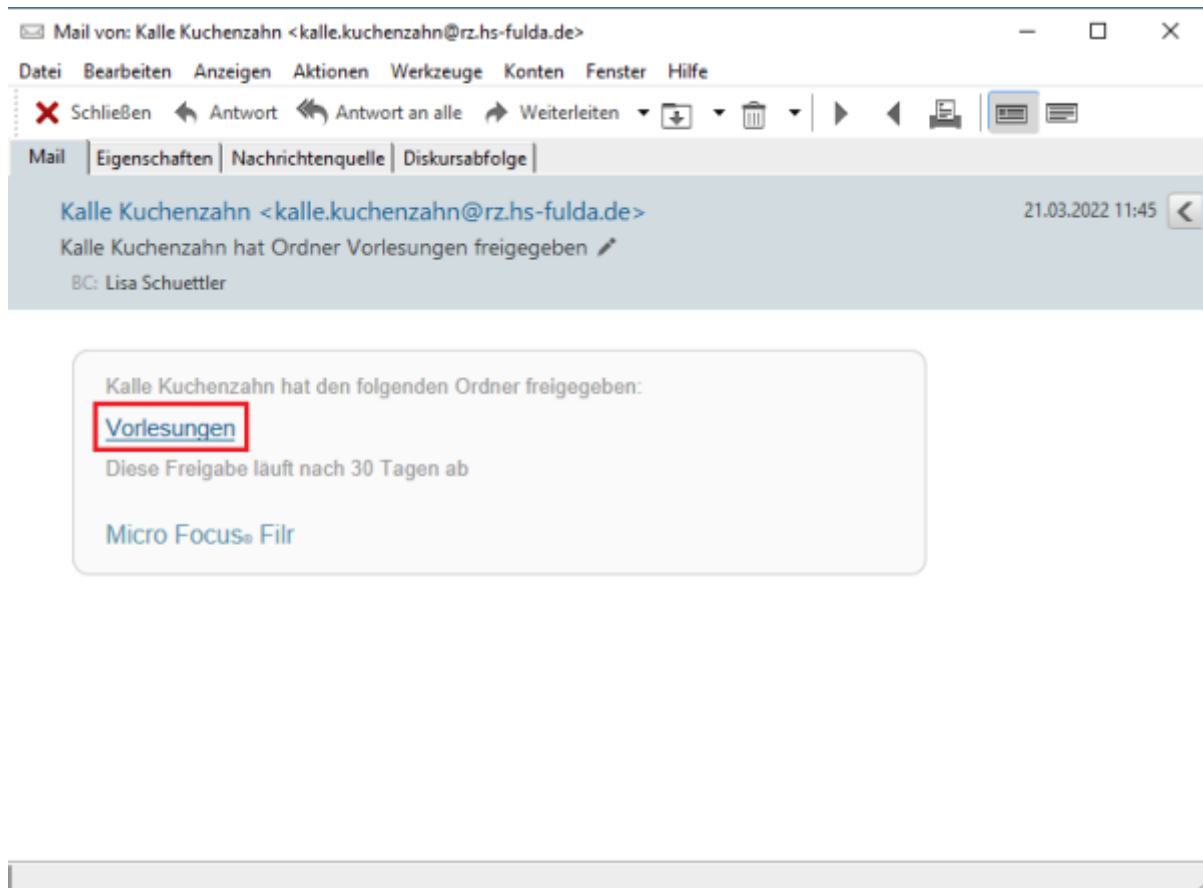 Mail von: Kalle Kuchenzahn <kalle.kuchenzahn@rz.hs-fulda.de>
Datei Bearbeiten Anzeigen Aktionen Werkzeuge Konten Fenster Hilfe
Schließen Antwort Antwort an alle Weiterleiten
Mail Eigenschaften Nachrichtenquelle Diskursabfolge
Kalle Kuchenzahn <kalle.kuchenzahn@rz.hs-fulda.de> 21.03.2022 11:45
Kalle Kuchenzahn hat Ordner Vorlesungen freigegeben
BC: Lisa Schuettler
Kalle Kuchenzahn hat den folgenden Ordner freigegeben:
Vorlesungen
Diese Freigabe läuft nach 30 Tagen ab
Micro Focus® Filr